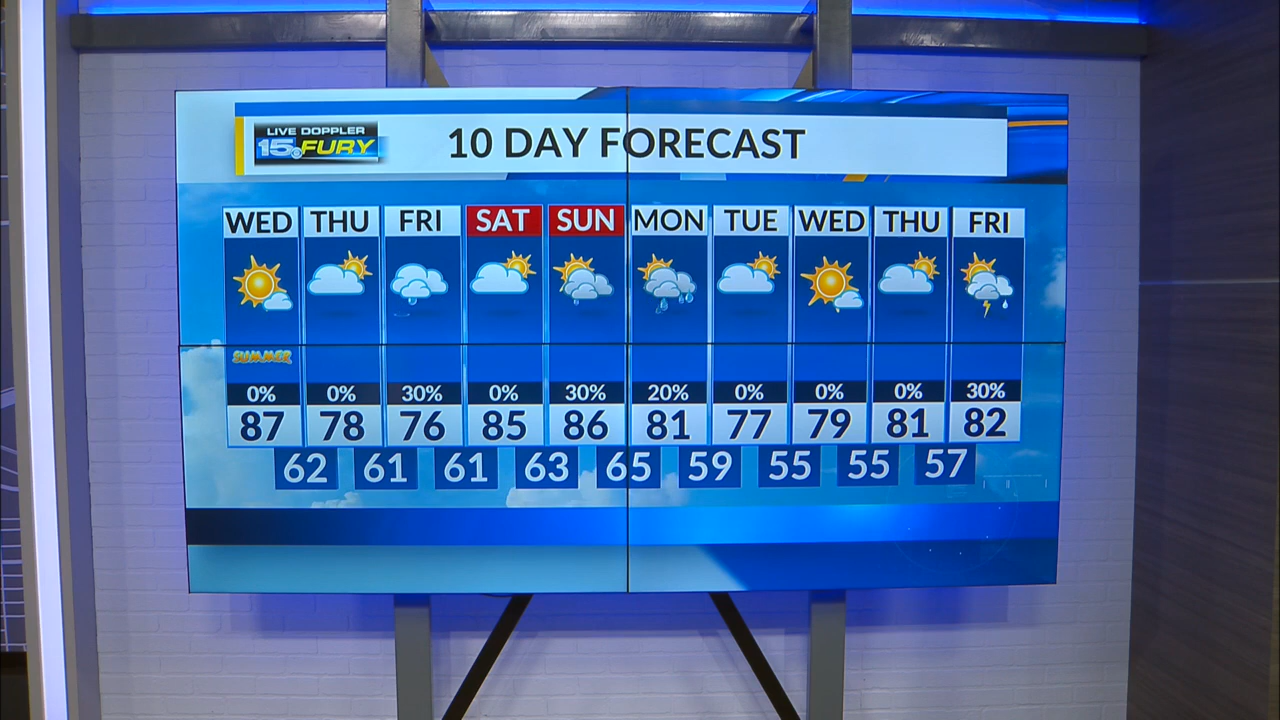 LIVE DOPPLER
15 FURY
10 DAY FORECAST
WED THU FRI SAT SUN MON TUE WED THU FRI
SUMMER
0% 0% 30% 0% 30% 20% 0% 0% 0% 30%
87 78 76 85 86 81 77 79 81 82
62 61 61 63 65 59 55 55 57